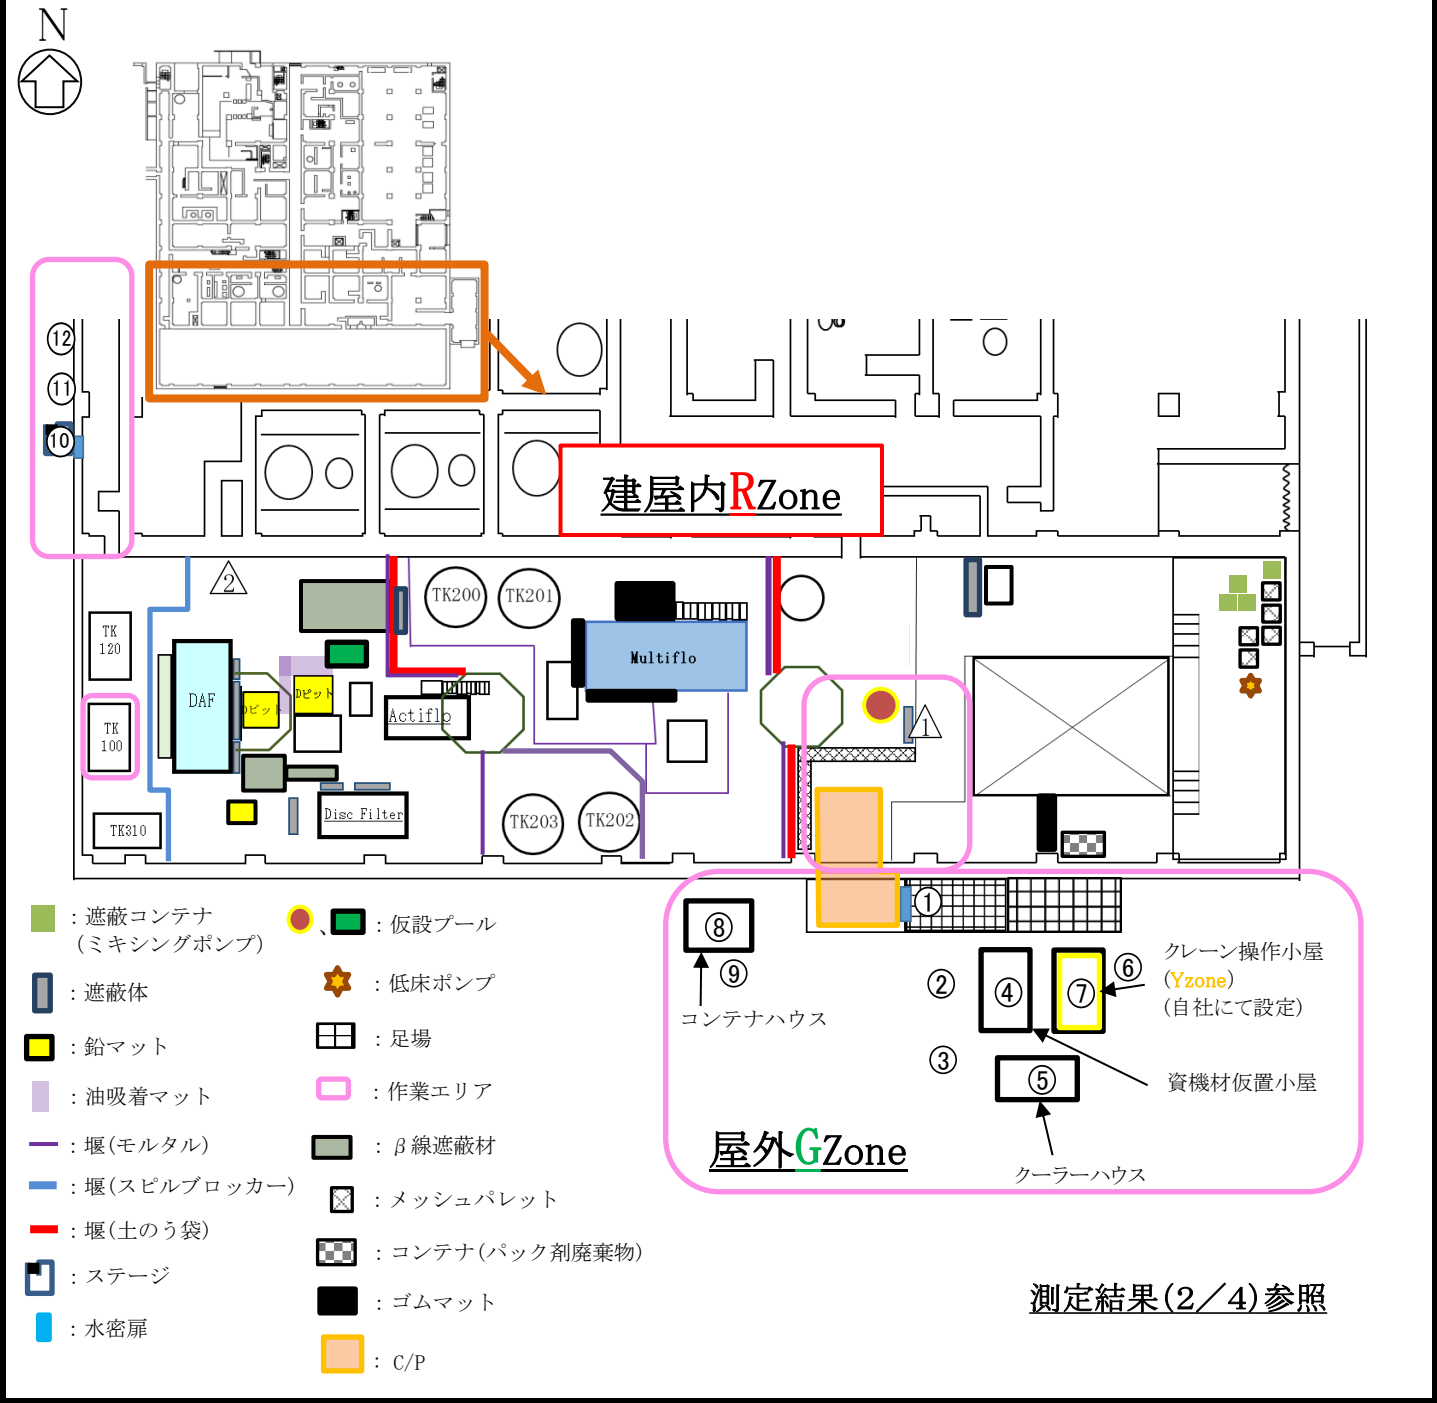 N
⑫
⑪
⑩
建屋内RZone
2
TK200
TK201
TK
120
Multiflo
DAF
Dピット
Dピット
TK
100
Actiflo
1
Disc Filter
TK203
TK202
TK310
①
⑧
⑨
②
④
⑦
⑥
クレーン操作小屋
(Yzone)
(自社にて設定)
コンテナハウス
③
⑤
資機材仮置小屋
屋外GZone
クーラーハウス
：遮蔽コンテナ
(ミキシングポンプ)
：遮蔽体
：鉛マット
：油吸着マット
：堰(モルタル)
：堰(スピルブロッカー)
：堰(土のう袋)
：ステージ
：水密扉
、：仮設プール
：低床ポンプ
：足場
：作業エリア
：β線遮蔽材
：メッシュパレット
：コンテナ(パック剤廃棄物)
：ゴムマット
：C/P
測定結果(2／4)参照